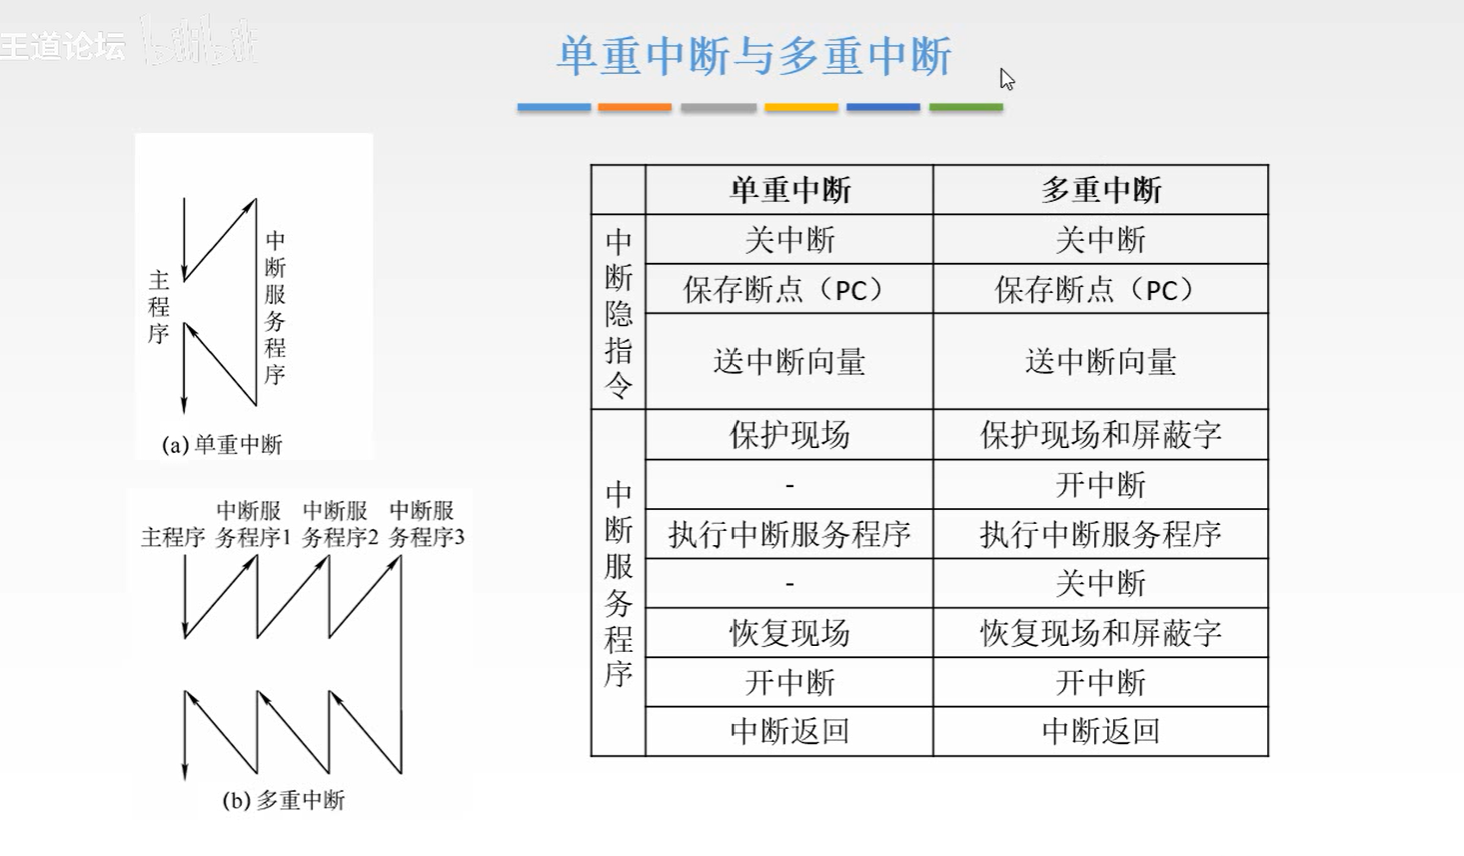 王道论坛 bilibili
单重中断与多重中断
主程序
中断服务程序
(a) 单重中断
主程序 中断服务程序1 中断服务程序2 中断服务程序3
(b) 多重中断
单重中断 多重中断
中断隐指令
关中断 关中断
保存断点（PC） 保存断点（PC）
送中断向量 送中断向量
中断服务程序
保护现场 保护现场和屏蔽字
- 开中断
执行中断服务程序 执行中断服务程序
- 关中断
恢复现场 恢复现场和屏蔽字
开中断 开中断
中断返回 中断返回